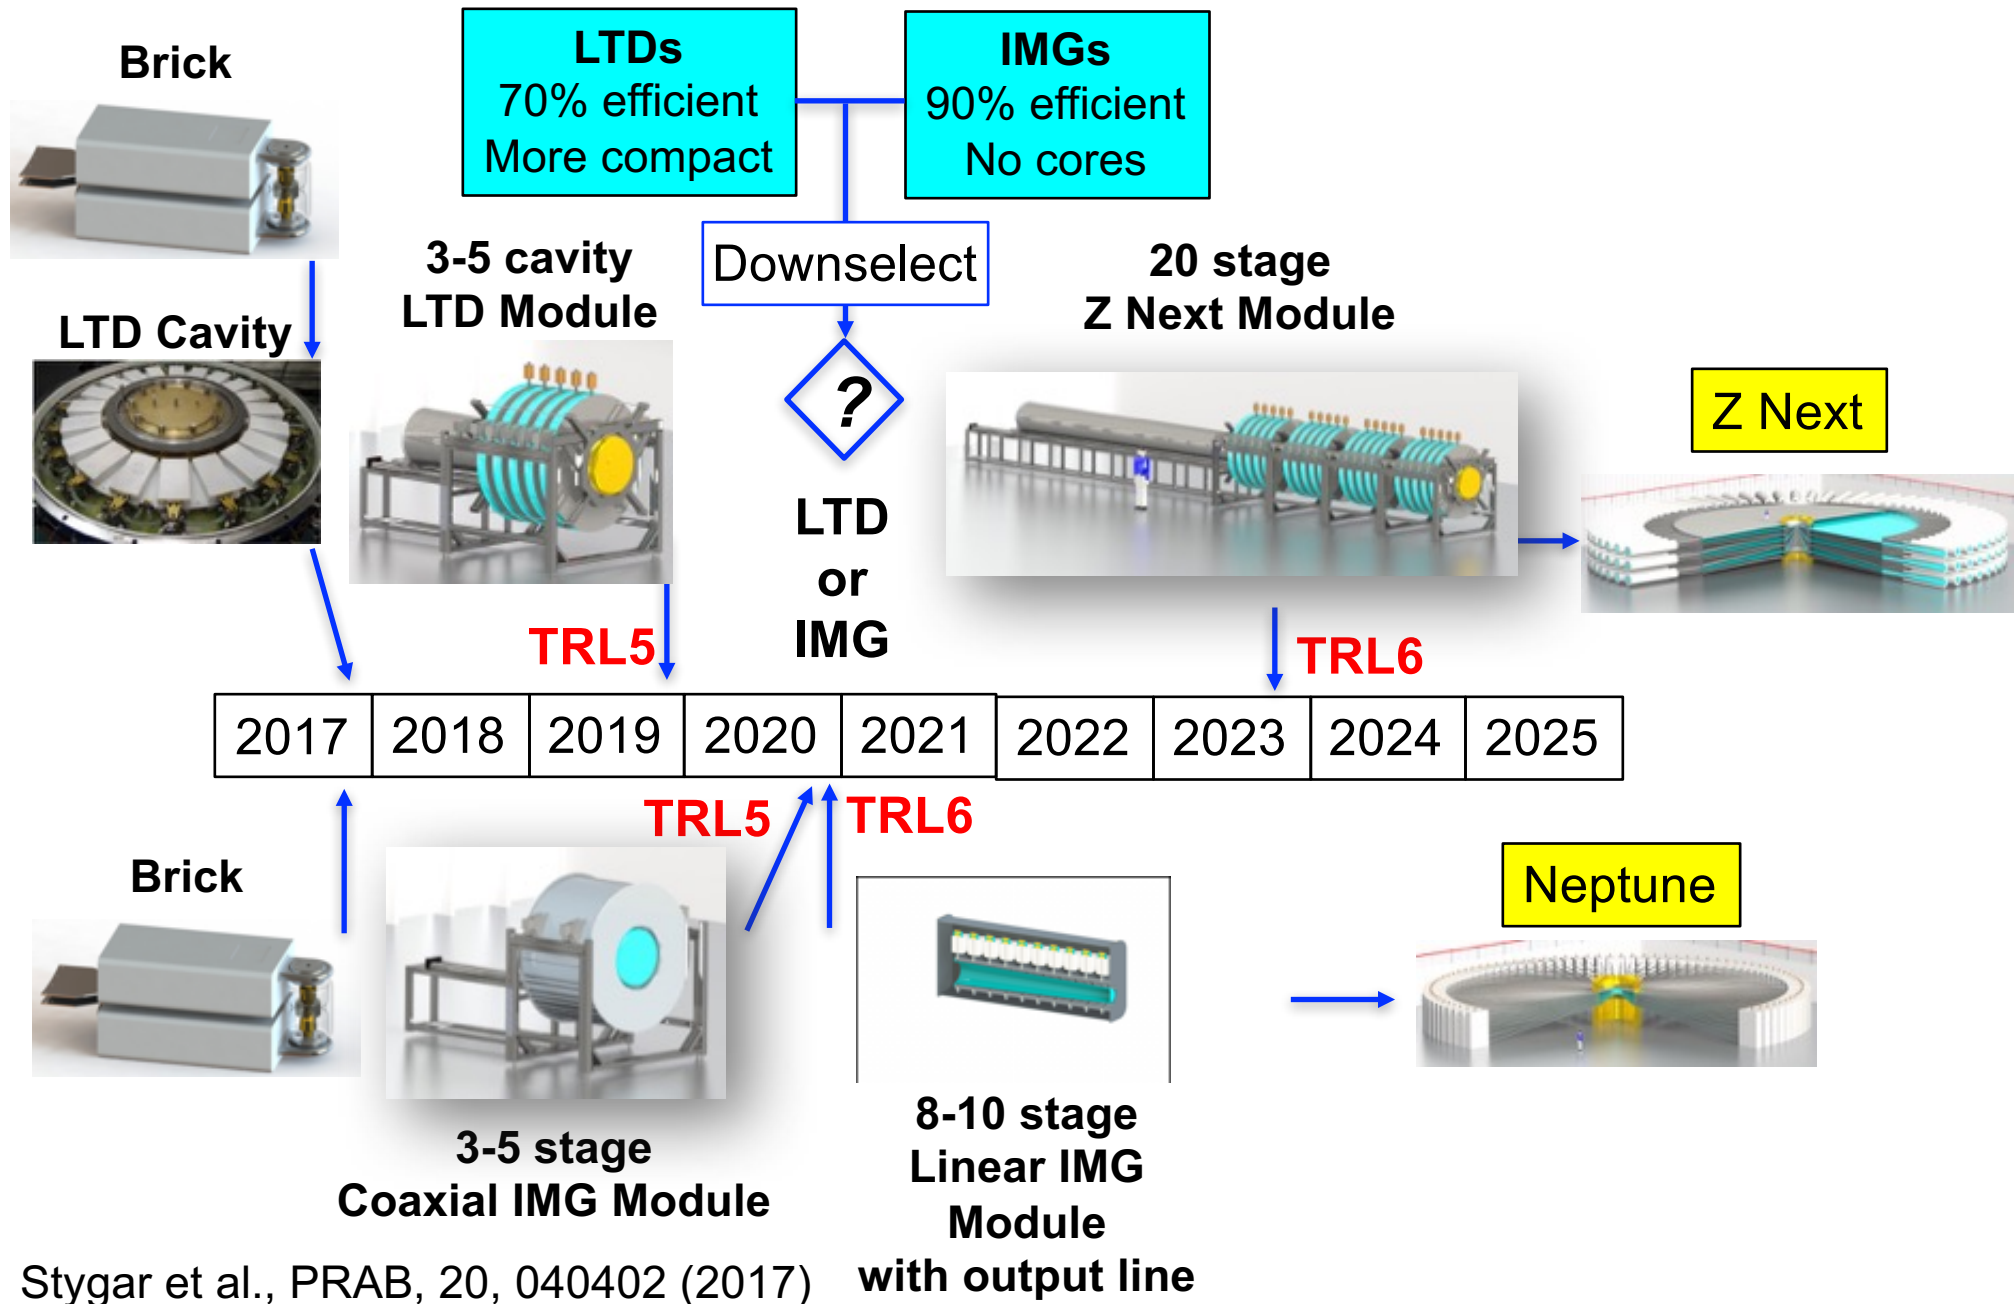 Brick
LTDs
70% efficient
More compact
IMGs
90% efficient
No cores
Downselect
3-5 cavity
LTD Module
20 stage
Z Next Module
LTD Cavity
?
Z Next
LTD
or
IMG
TRL5
TRL6
2017 2018 2019 2020 2021 2022 2023 2024 2025
TRL5
TRL6
Brick
Neptune
3-5 stage
Coaxial IMG Module
8-10 stage
Linear IMG
Module
with output line
Stygar et al., PRAB, 20, 040402 (2017)